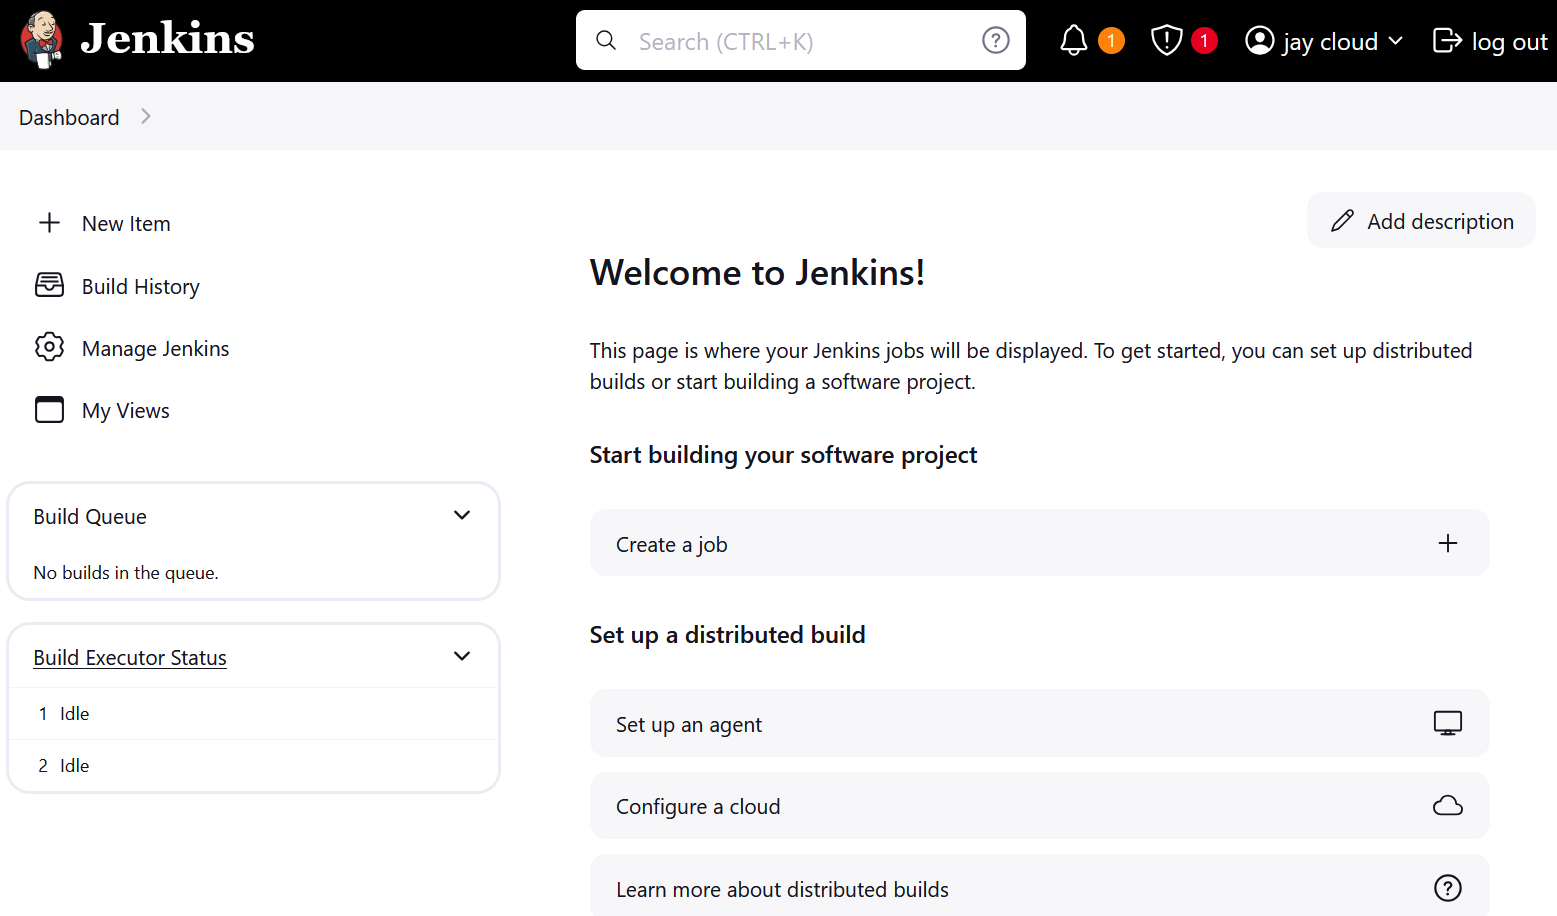 Jenkins
Search (CTRL+K)
1
1
jay cloud
log out
Dashboard
New Item
Build History
Manage Jenkins
My Views
Build Queue
No builds in the queue.
Build Executor Status
1 Idle
2 Idle
Add description
Welcome to Jenkins!
This page is where your Jenkins jobs will be displayed. To get started, you can set up distributed
builds or start building a software project.
Start building your software project
Create a job
Set up a distributed build
Set up an agent
Configure a cloud
Learn more about distributed builds